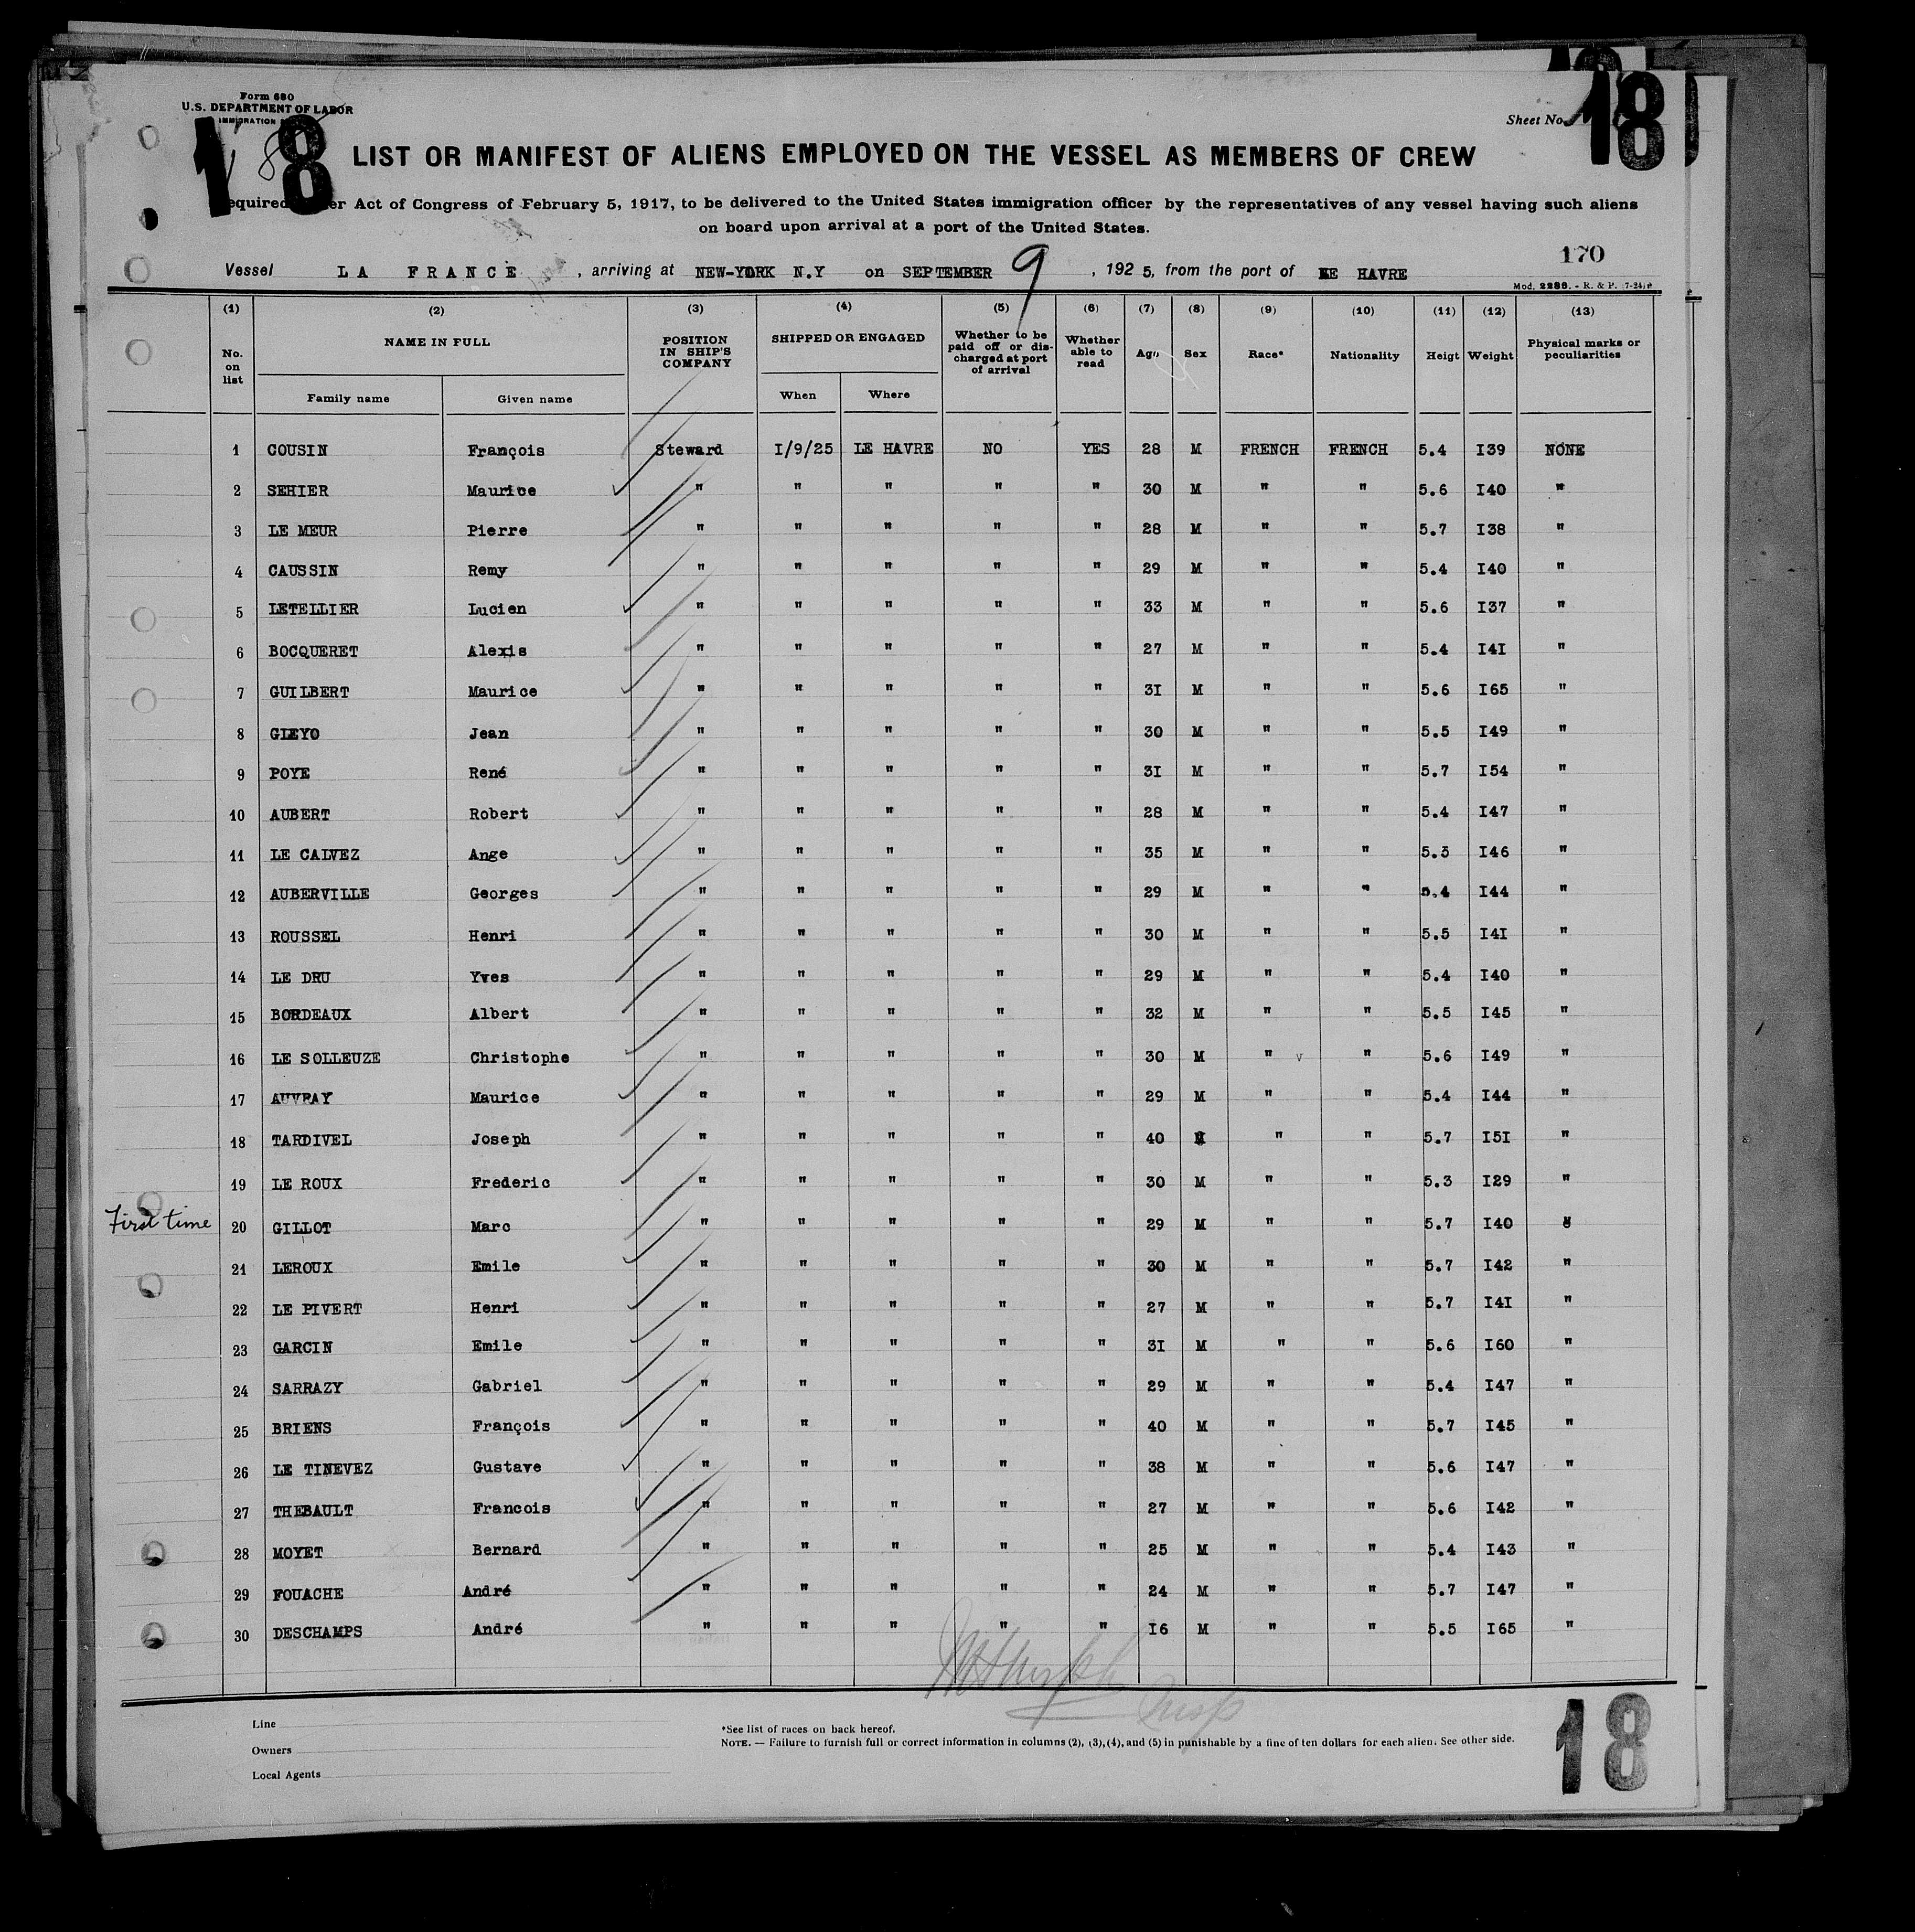 Form 680
U.S. DEPARTMENT OF LABOR
IMMIGRATION
Sheet No.
18
18
8
LIST OR MANIFEST OF ALIENS EMPLOYED ON THE VESSEL AS MEMBERS OF CREW
equired er Act of Congress of February 5, 1917, to be delivered to the United States immigration officer by the representatives of any vessel having such aliens
on board upon arrival at a port of the United States.
170
Vessel LA FRANCE , arriving at NEW-YORK N.Y on SEPTEMBER 9 , 192 5, from the port of LE HAVRE
Mod. 2286. - R. & P. 7-24
(1) (2) (3) (4) (5) (6) (7) (8) (9) (10) (11) (12) (13)
No. on list NAME IN FULL Family name Given name POSITION IN SHIP'S COMPANY SHIPPED OR ENGAGED When Where Whether to be paid off or discharged at port of arrival Whether able to read Age Sex Race* Nationality Heigt Weight Physical marks or peculiarities
1 COUSIN François Steward I/9/25 LE HAVRE NO YES 28 M FRENCH FRENCH 5.4 I39 NONE
2 SEHIER Maurice " " " " " 30 M " " 5.6 I40 "
3 LE MEUR Pierre " " " " " 28 M " " 5.7 I38 "
4 CAUSSIN Remy " " " " " 29 M " " 5.4 I40 "
5 LETELLIER Lucien " " " " " 33 M " " 5.6 I37 "
6 BOCQUERET Alexis " " " " " 27 M " " 5.4 I4I "
7 GUILBERT Maurice " " " " " 3I M " " 5.6 I65 "
8 GLEYO Jean " " " " " 30 M " " 5.5 I49 "
9 POYE René " " " " " 3I M " " 5.7 I54 "
10 AUBERT Robert " " " " " 28 M " " 5.4 I47 "
11 LE CALVEZ Ange " " " " " 35 M " " 5.3 I46 "
12 AUBERVILLE Georges " " " " " 29 M " " 5.4 I44 "
13 ROUSSEL Henri " " " " " 30 M " " 5.5 I4I "
14 LE DRU Yves " " " " " 29 M " " 5.4 I40 "
15 BORDEAUX Albert " " " " " 32 M " " 5.5 I45 "
16 LE SOLLEUZE Christophe " " " " " 30 M " v " 5.6 I49 "
17 AUVRAY Maurice " " " " " 29 M " " 5.4 I44 "
18 TARDIVEL Joseph " " " " " 40 M " " 5.7 I5I "
19 LE ROUX Frederic " " " " " 30 M " " 5.3 I29 "
First time 20 GILLOT Marc " " " " " 29 M " " 5.7 I40 "
21 LEROUX Emile " " " " " 30 M " " 5.7 I42 "
22 LE PIVERT Henri " " " " " 27 M " " 5.7 I4I "
23 GARCIN Emile " " " " " 3I M " " 5.6 I60 "
24 SARRAZY Gabriel " " " " " 29 M " " 5.4 I47 "
25 BRIENS François " " " " " 40 M " " 5.7 I45 "
26 LE TINEVEZ Gustave " " " " " 38 M " " 5.6 I47 "
27 THEBAULT Francois " " " " " 27 M " " 5.6 I42 "
28 MOYET Bernard " " " " " 25 M " " 5.4 I43 "
29 FOUACHE André " " " " " 24 M " " 5.7 I47 "
30 DESCHAMPS André " " " " " I6 M " " 5.5 I65 "
Line
Owners
Local Agents
*See list of races on back hereof.
NOTE. — Failure to furnish full or correct information in columns (2), (3), (4), and (5) in punishable by a fine of ten dollars for each alien. See other side.
18